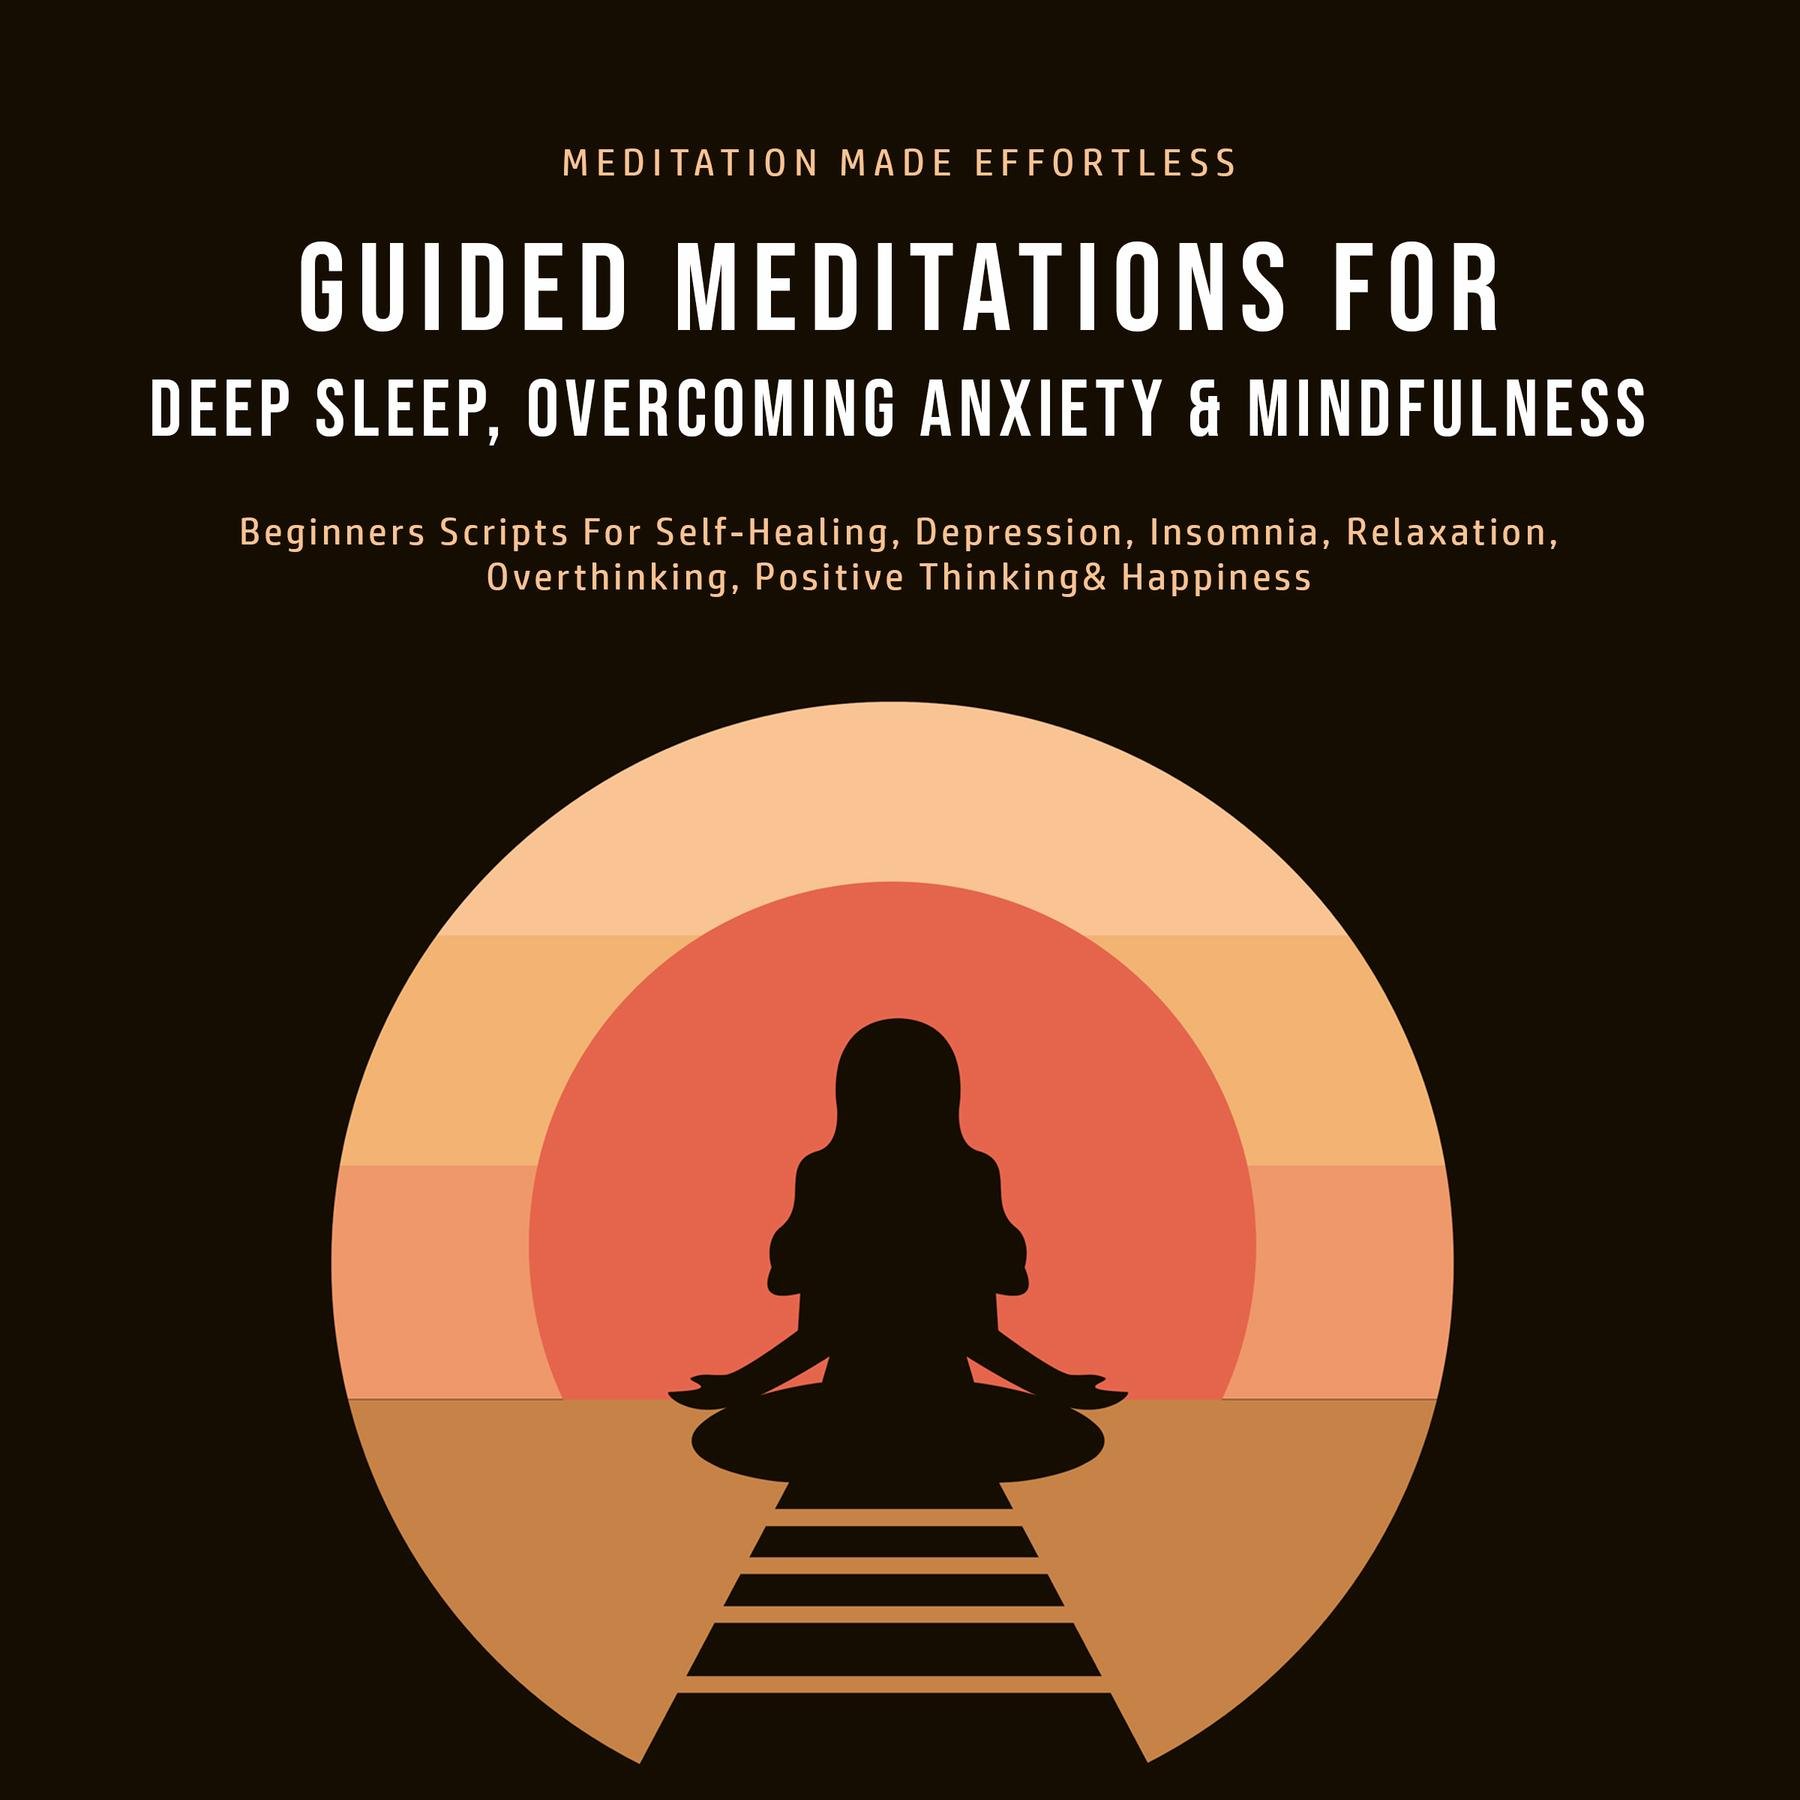 MEDITATION MADE EFFORTLESS
GUIDED MEDITATIONS FOR
DEEP SLEEP, OVERCOMING ANXIETY & MINDFULNESS
Beginners Scripts For Self-Healing, Depression, Insomnia, Relaxation,
Overthinking, Positive Thinking& Happiness